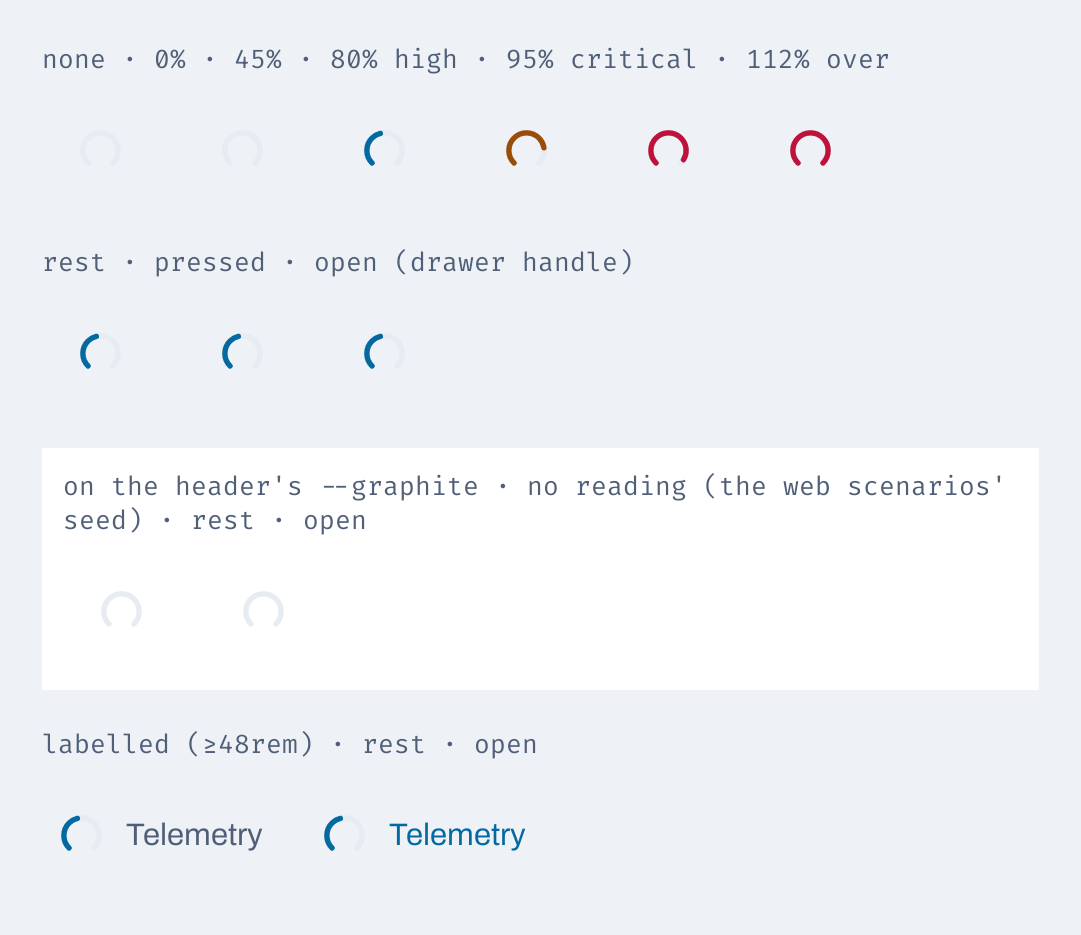 none · 0% · 45% · 80% high · 95% critical · 112% over
rest · pressed · open (drawer handle)
on the header's --graphite · no reading (the web scenarios'
seed) · rest · open
labelled (≥48rem) · rest · open
Telemetry Telemetry